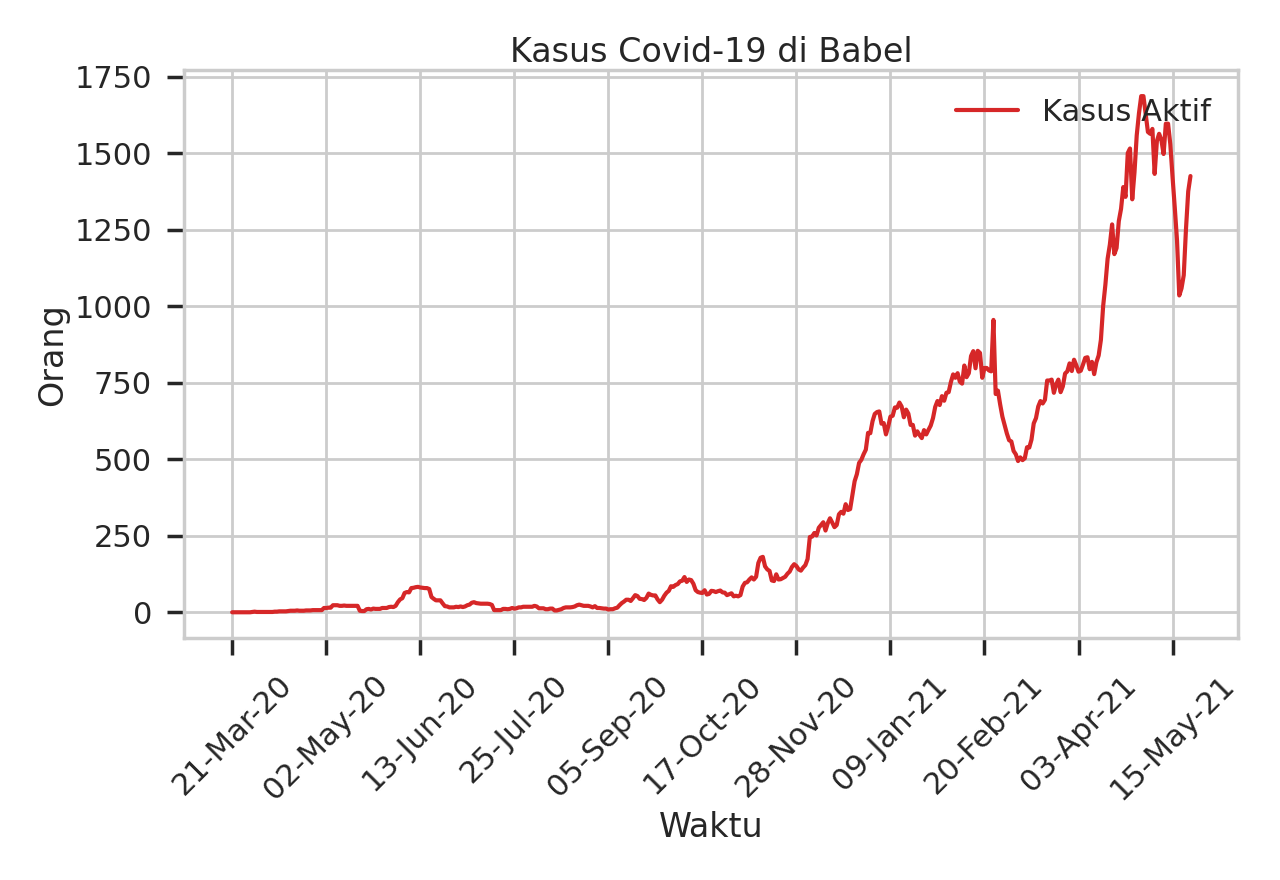 Kasus Covid-19 di Babel
Kasus Aktif
Orang
1750
1500
1250
1000
750
500
250
0
21-Mar-20
02-May-20
13-Jun-20
25-Jul-20
05-Sep-20
17-Oct-20
28-Nov-20
09-Jan-21
20-Feb-21
03-Apr-21
15-May-21
Waktu